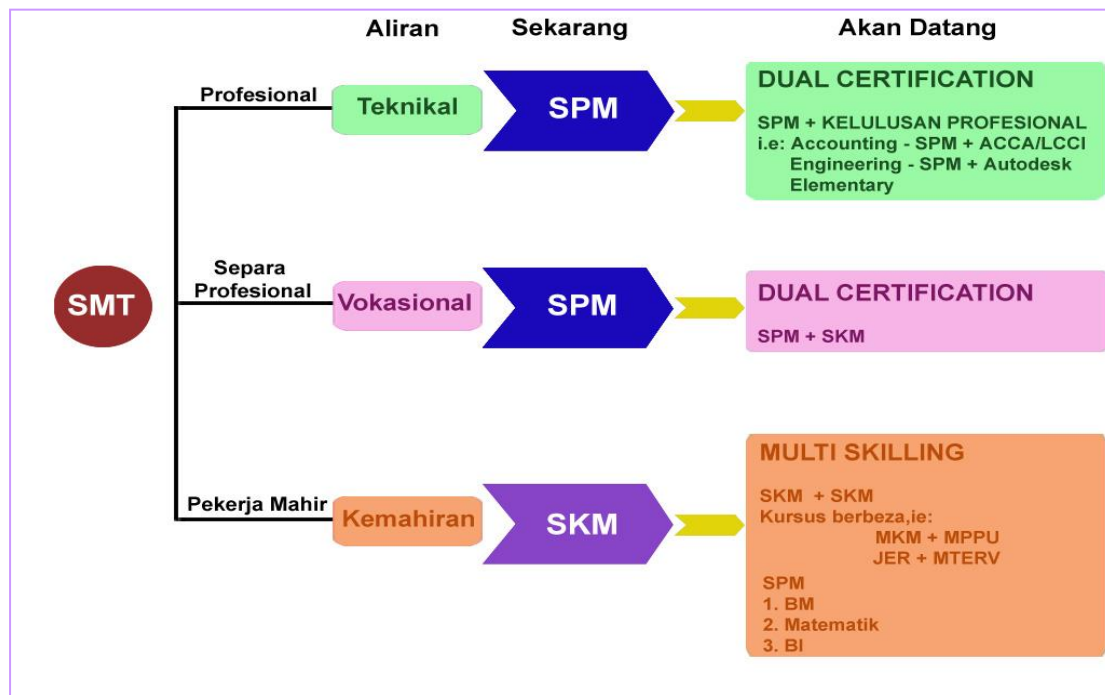 Aliran Sekarang Akan Datang
Profesional
Teknikal
SPM
DUAL CERTIFICATION
SPM + KELULUSAN PROFESIONAL
i.e: Accounting - SPM + ACCA/LCCI
Engineering - SPM + Autodesk
Elementary
SMT
Separa
Profesional
Vokasional
SPM
DUAL CERTIFICATION
SPM + SKM
Pekerja Mahir
Kemahiran
SKM
MULTI SKILLING
SKM + SKM
Kursus berbeza,ie:
MKM + MPPU
JER + MTERV
SPM
1. BM
2. Matematik
3. BI